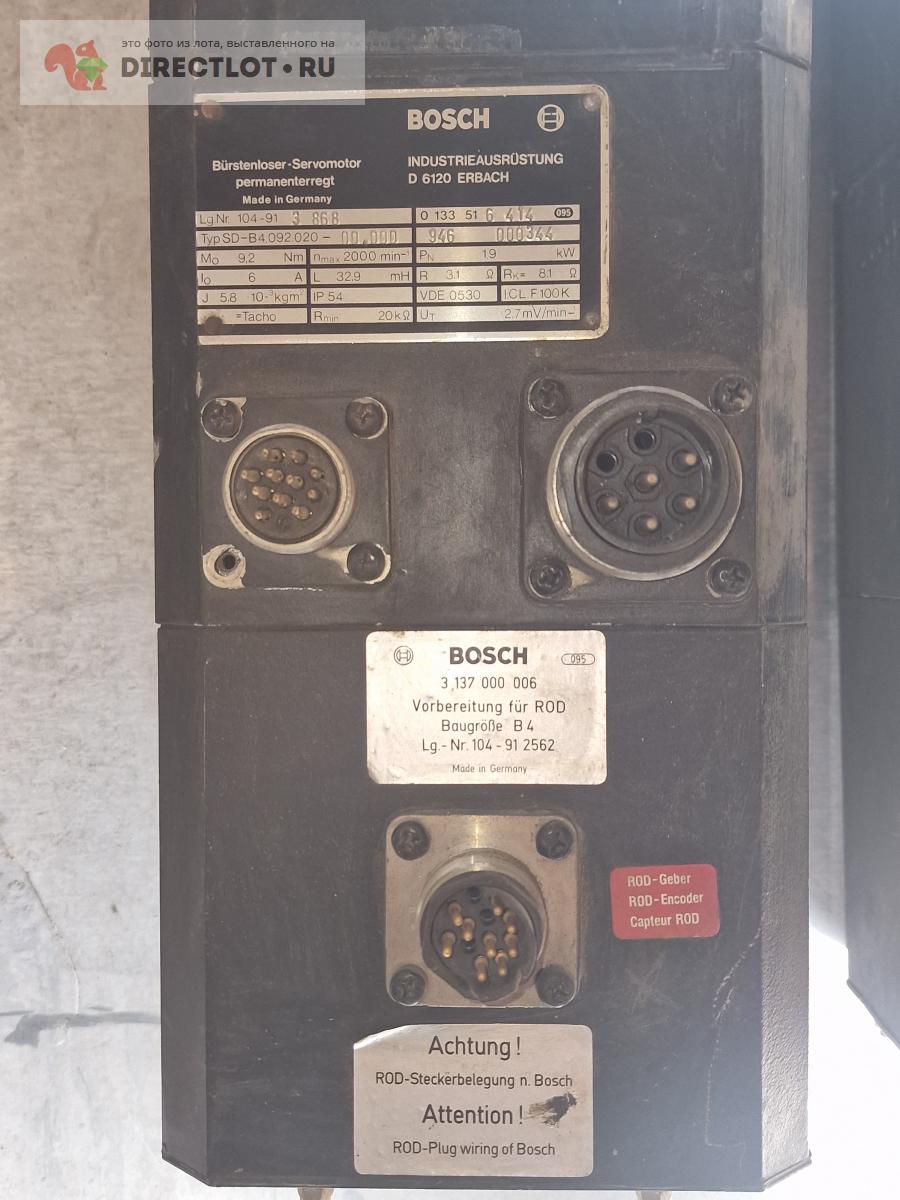 это фото из лота, выставленного на
DIRECTLOT•RU
BOSCH
Bürstenloser-Servomotor
permanenterregt
Made in Germany
INDUSTRIEAUSRÜSTUNG
D 6120 ERBACH
Lg.Nr. 104-91 3 868
0 133 51 6 414 095
Typ SD-B4.092.020 - 00.000
946 000344
M0 9,2 Nm
nmax 2000 min⁻¹
PN 1,9 kW
I0 6 A
L 32,9 mH
R 3,1 Ω
RK= 8,1 Ω
J 5,8 ·10⁻³kgm²
IP 54
VDE 0530
I.CL.F 100K
=Tacho
Rmin 20kΩ
UT 2,7mV/min–
BOSCH 095
3 137 000 006
Vorbereitung für ROD
Baugröße B 4
Lg.-Nr. 104-91 2562
Made in Germany
ROD-Geber
ROD-Encoder
Capteur ROD
Achtung!
ROD-Steckerbelegung n. Bosch
Attention!
ROD-Plug wiring of Bosch